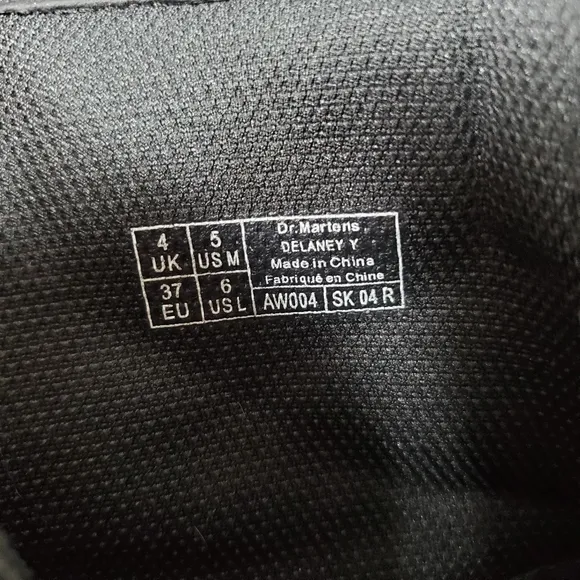 4 UK
5 US M
37 EU
6 US L
Dr.Martens
DELANEY Y
Made in China
Fabriqué en Chine
AW004 SK 04 R